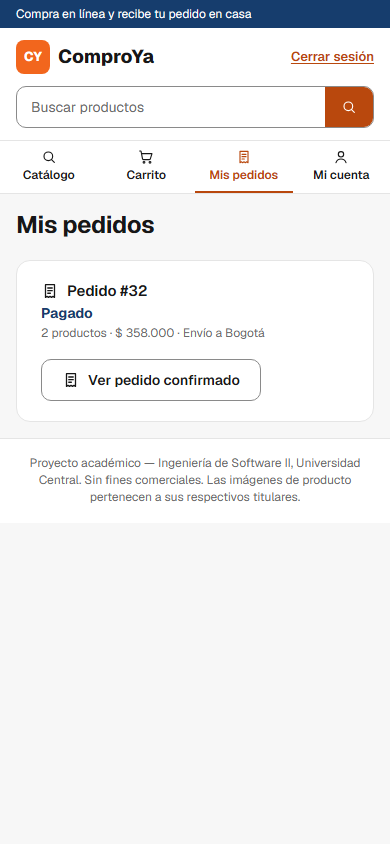 Compra en línea y recibe tu pedido en casa
CY ComproYa
Cerrar sesión
Buscar productos
Catálogo
Carrito
Mis pedidos
Mi cuenta
Mis pedidos
Pedido #32
Pagado
2 productos · $ 358.000 · Envío a Bogotá
Ver pedido confirmado
Proyecto académico — Ingeniería de Software II, Universidad
Central. Sin fines comerciales. Las imágenes de producto
pertenecen a sus respectivos titulares.